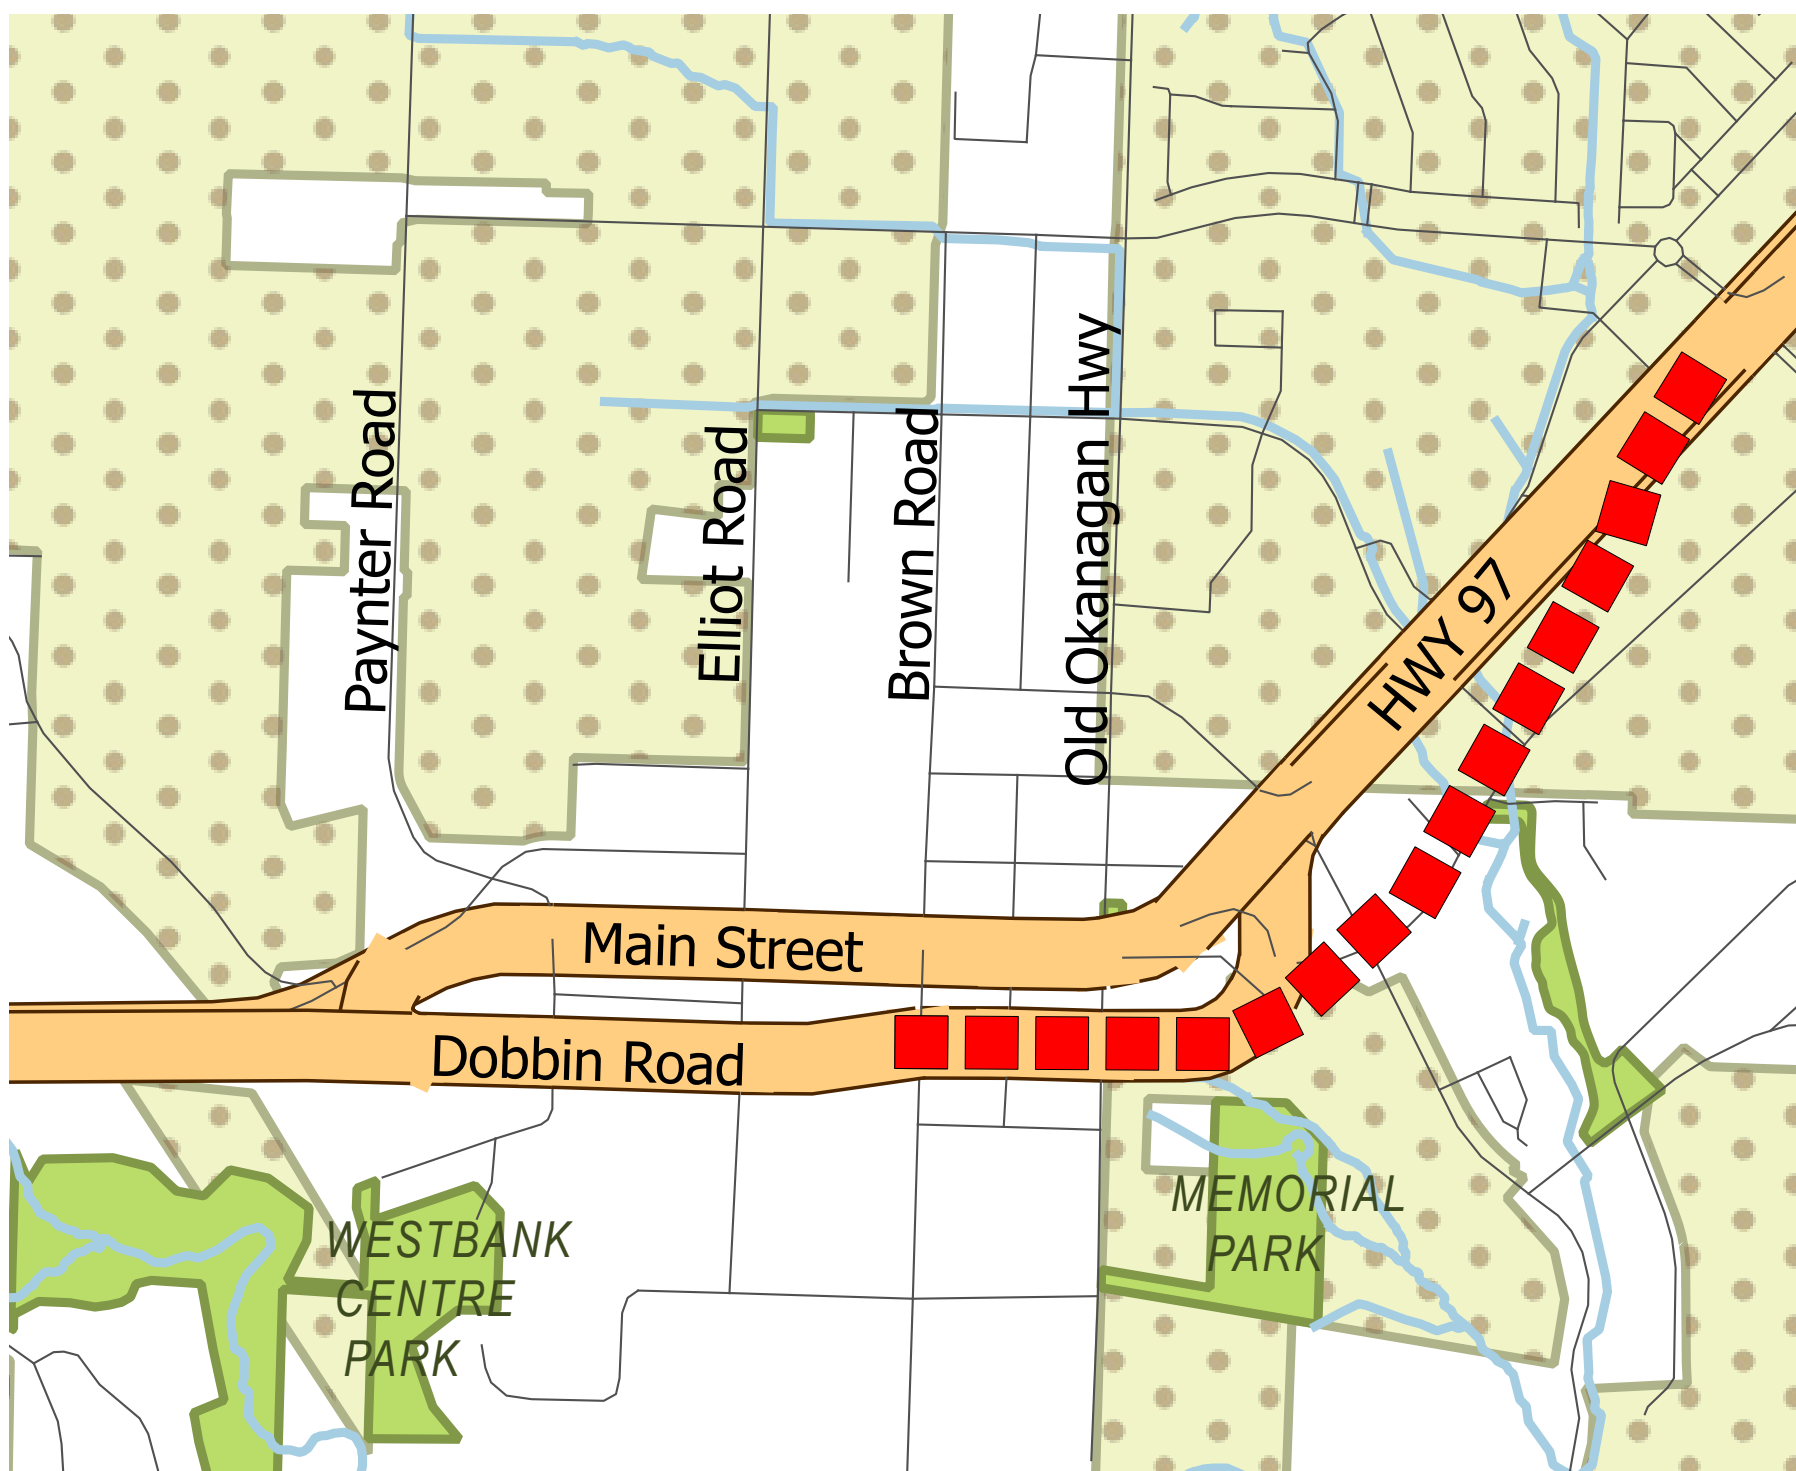 Paynter Road
Elliot Road
Brown Road
Old Okanagan Hwy
HWY 97
Main Street
Dobbin Road
WESTBANK
CENTRE
PARK
MEMORIAL
PARK